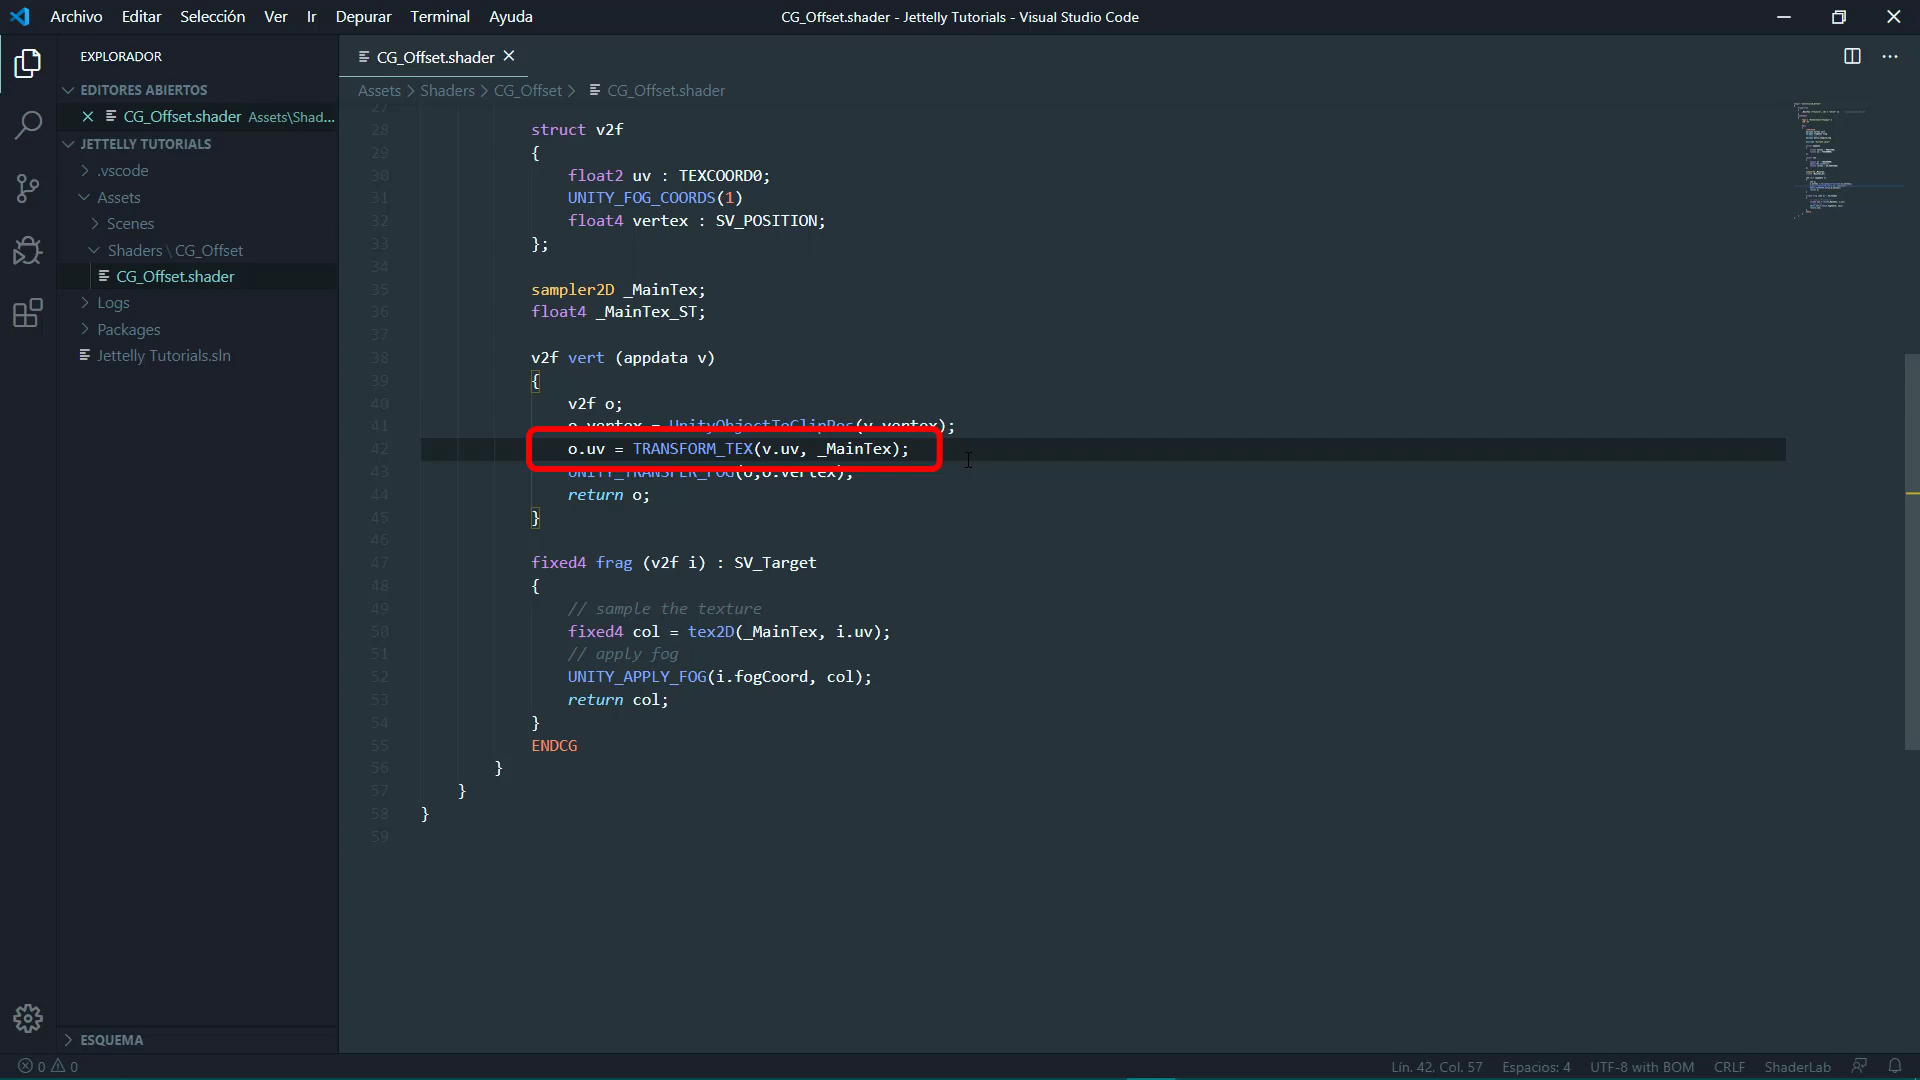 Archivo Editar Selección Ver Ir Depurar Terminal Ayuda
CG_Offset.shader - Jettelly Tutorials - Visual Studio Code
EXPLORADOR
EDITORES ABIERTOS
CG_Offset.shader Assets\Shad...
JETTELLY TUTORIALS
.vscode
Assets
Scenes
Shaders \ CG_Offset
CG_Offset.shader
Logs
Packages
Jettelly Tutorials.sln
ESQUEMA
CG_Offset.shader
Assets > Shaders > CG_Offset > CG_Offset.shader
27
28 struct v2f
29 {
30 float2 uv : TEXCOORD0;
31 UNITY_FOG_COORDS(1)
32 float4 vertex : SV_POSITION;
33 };
34
35 sampler2D _MainTex;
36 float4 _MainTex_ST;
37
38 v2f vert (appdata v)
39 {
40 v2f o;
41 o.vertex = UnityObjectToClipPos(v.vertex);
42 o.uv = TRANSFORM_TEX(v.uv, _MainTex);
43 UNITY_TRANSFER_FOG(o,o.vertex);
44 return o;
45 }
46
47 fixed4 frag (v2f i) : SV_Target
48 {
49 // sample the texture
50 fixed4 col = tex2D(_MainTex, i.uv);
51 // apply fog
52 UNITY_APPLY_FOG(i.fogCoord, col);
53 return col;
54 }
55 ENDCG
56 }
57 }
58 }
59
0 0
Lín. 42, Col. 57 Espacios: 4 UTF-8 with BOM CRLF ShaderLab